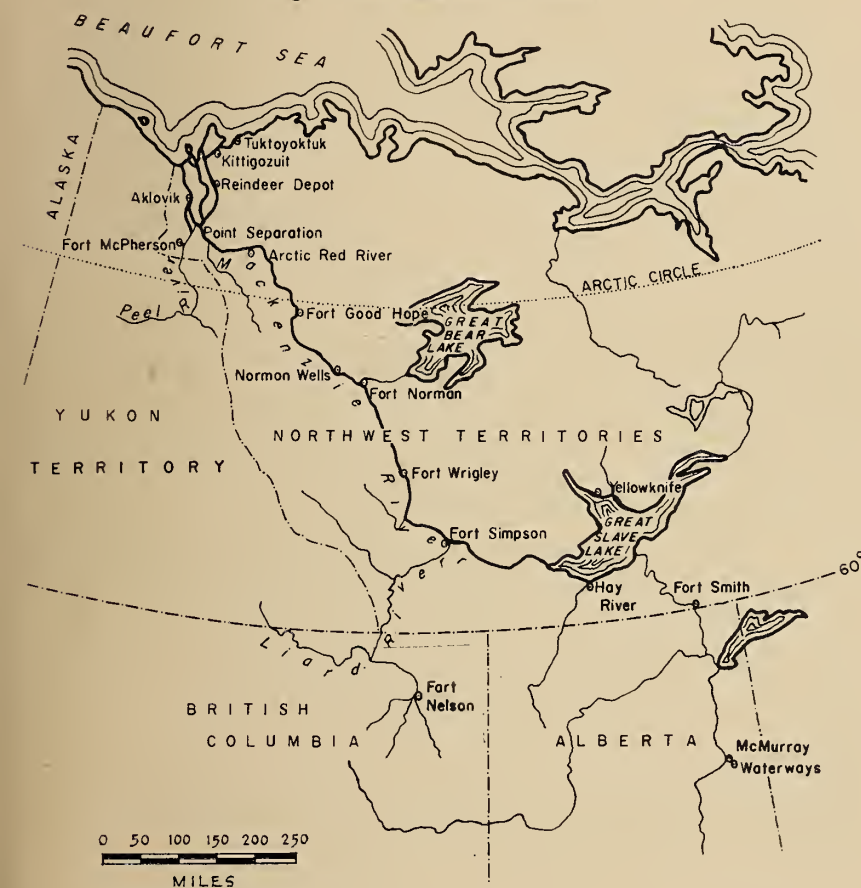 BEAUFORT SEA
ALASKA
Tuktoyoktuk
Kittigozuit
Reindeer Depot
Aklovik
Point Separation
Fort McPherson
Arctic Red River
ARCTIC CIRCLE
Mackenzie River
Peel River
Fort Good Hope
GREAT
BEAR
LAKE
Normon Wells
Fort Norman
YUKON
TERRITORY
NORTHWEST TERRITORIES
Fort Wrigley
Yellowknife
Fort Simpson
GREAT
SLAVE
LAKE
60°
Hay
River
Fort Smith
Liard River
Fort
Nelson
BRITISH
COLUMBIA
ALBERTA
McMurray
Waterways
0 50 100 150 200 250
MILES